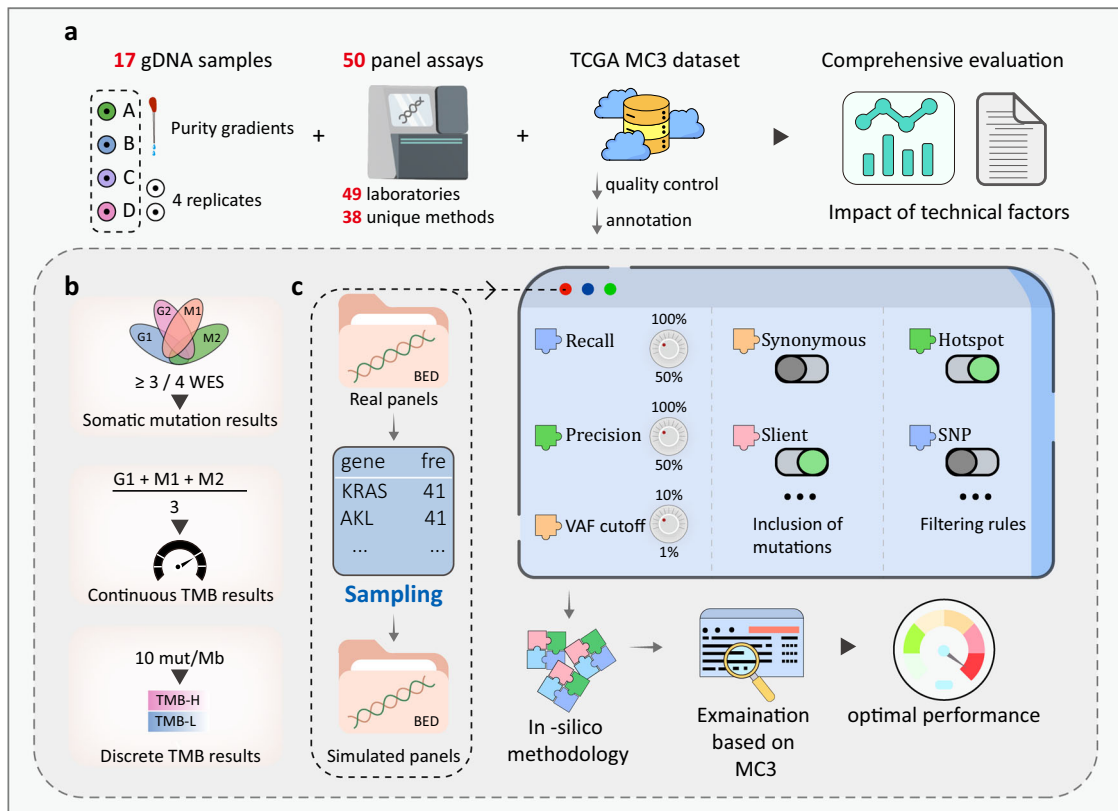 a
17 gDNA samples
A
B
C
D
Purity gradients
4 replicates
+
50 panel assays
49 laboratories
38 unique methods
+
TCGA MC3 dataset
quality control
annotation
Comprehensive evaluation
Impact of technical factors
b
G1
G2
M1
M2
≥ 3 / 4 WES
Somatic mutation results
G1 + M1 + M2
3
Continuous TMB results
10 mut/Mb
TMB-H
TMB-L
Discrete TMB results
c
BED
Real panels
gene fre
KRAS 41
AKL 41
... ...
Sampling
BED
Simulated panels
Recall
100%
50%
Precision
100%
50%
VAF cutoff
10%
1%
Synonymous
Slient
•••
Inclusion of
mutations
Hotspot
SNP
•••
Filtering rules
In -silico
methodology
Exmaination
based on
MC3
optimal performance